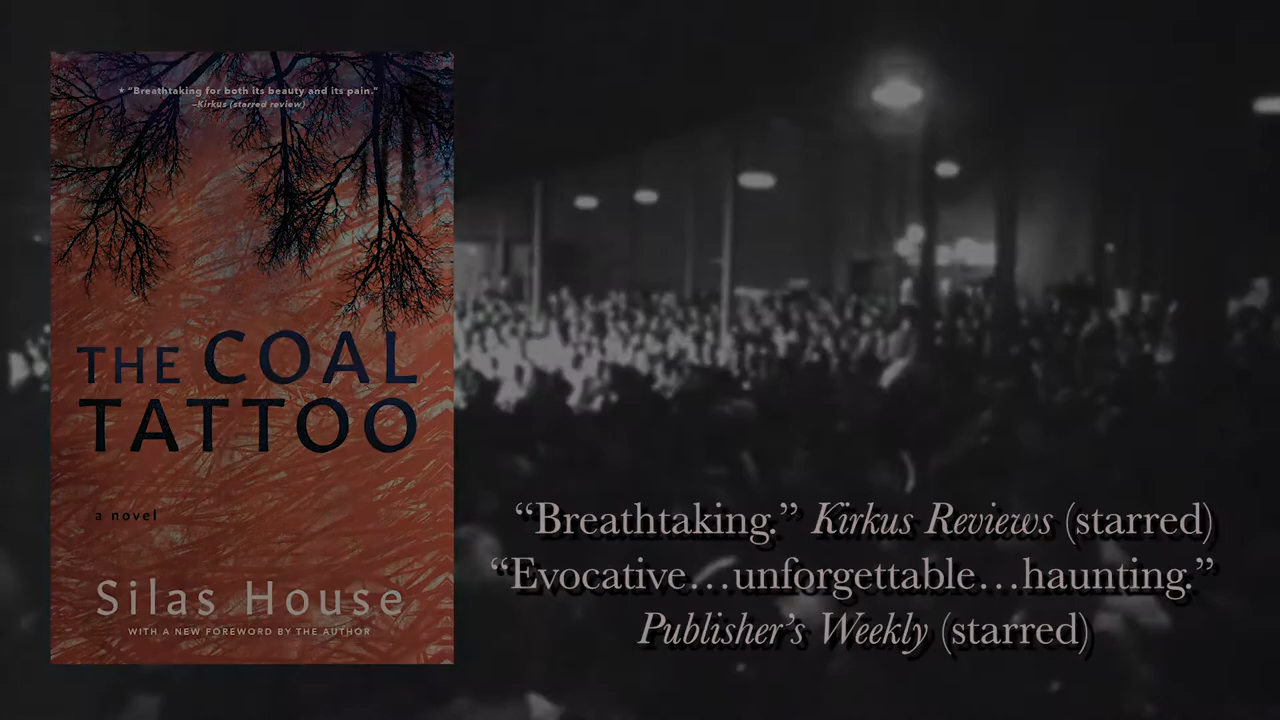 ★ “Breathtaking for both its beauty and its pain.”
–Kirkus (starred review)
THE COAL
TATTOO
a novel
Silas House
WITH A NEW FOREWORD BY THE AUTHOR
“Breathtaking.” Kirkus Reviews (starred)
“Evocative…unforgettable…haunting.”
Publisher’s Weekly (starred)